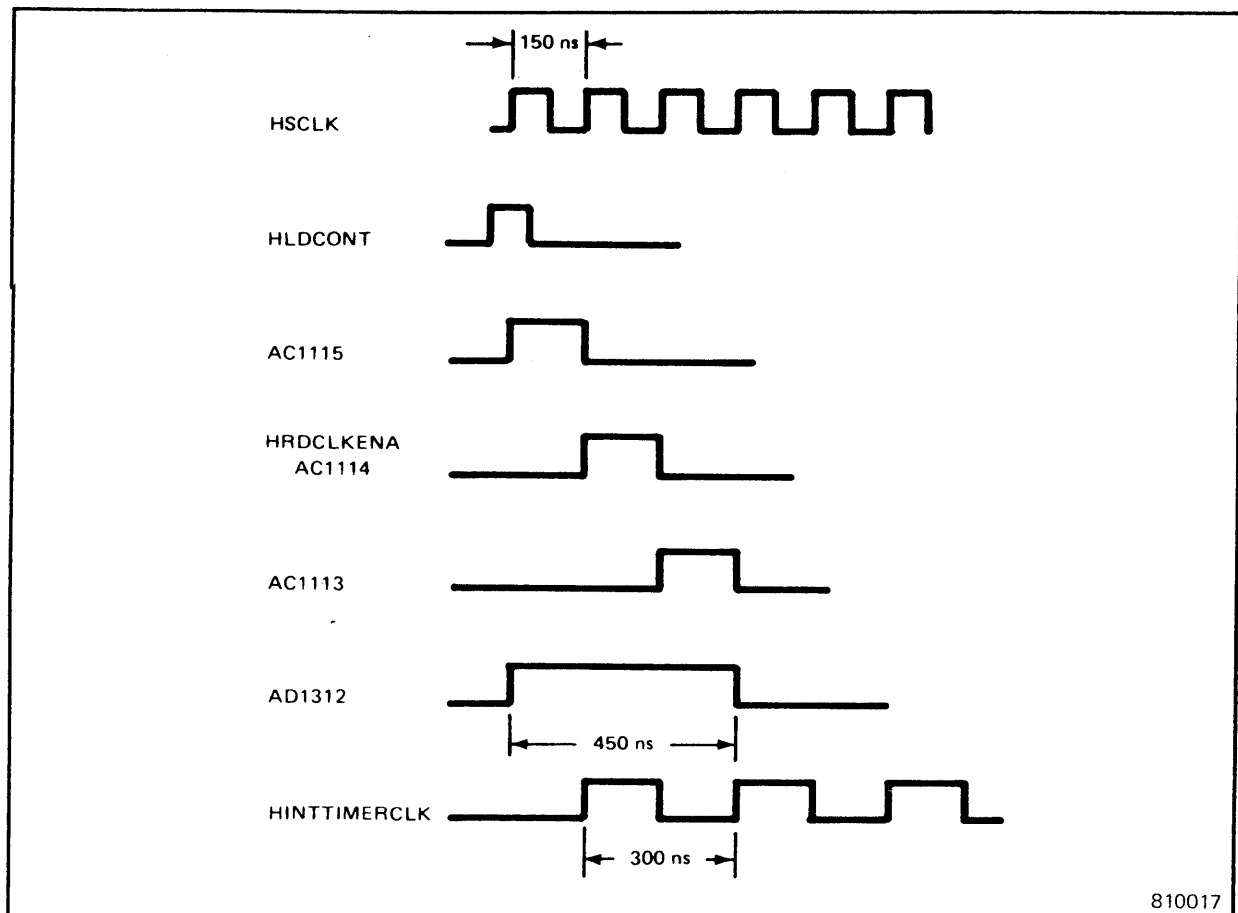 150 ns
HSCLK
HLDCONT
AC1115
HRDCLKENA
AC1114
AC1113
AD1312
450 ns
HINTTIMERCLK
300 ns
810017